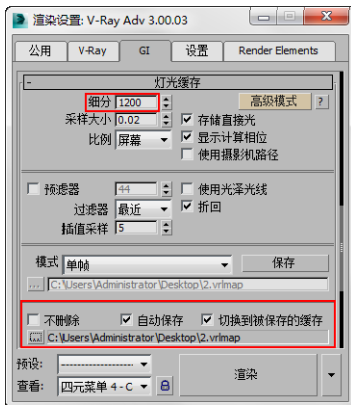 渲染设置: V-Ray Adv 3.00.03
公用 V-Ray GI 设置 Render Elements
- 灯光缓存
细分 1200 高级模式 ?
采样大小 0.02 存储直接光
比例 屏幕 显示计算相位
使用摄影机路径
预滤器 44 使用光泽光线
过滤器 最近 折回
插值采样 5
模式 单帧 保存
... C:\Users\Administrator\Desktop\2.vrlmap
不删除 自动保存 切换到被保存的缓存
... C:\Users\Administrator\Desktop\2.vrlmap
预设: -----------------
渲染
查看: 四元菜单 4 - C